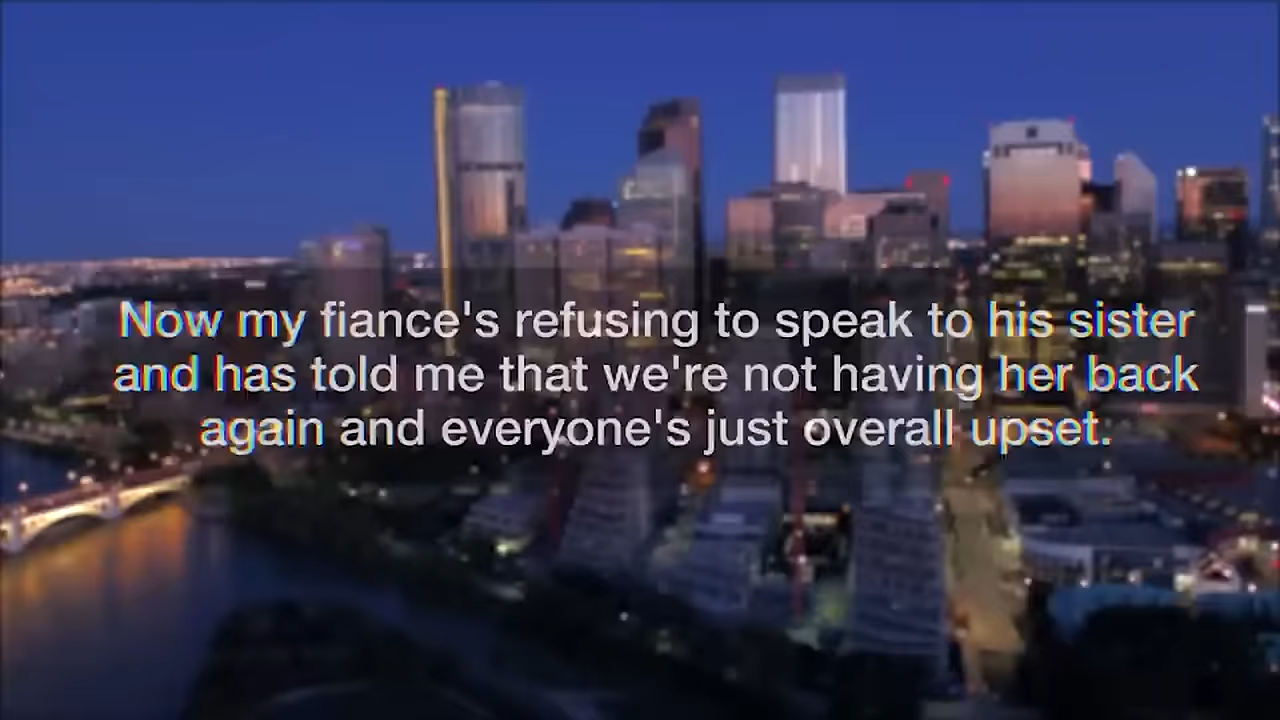 Now my fiance's refusing to speak to his sister
and has told me that we're not having her back
again and everyone's just overall upset.